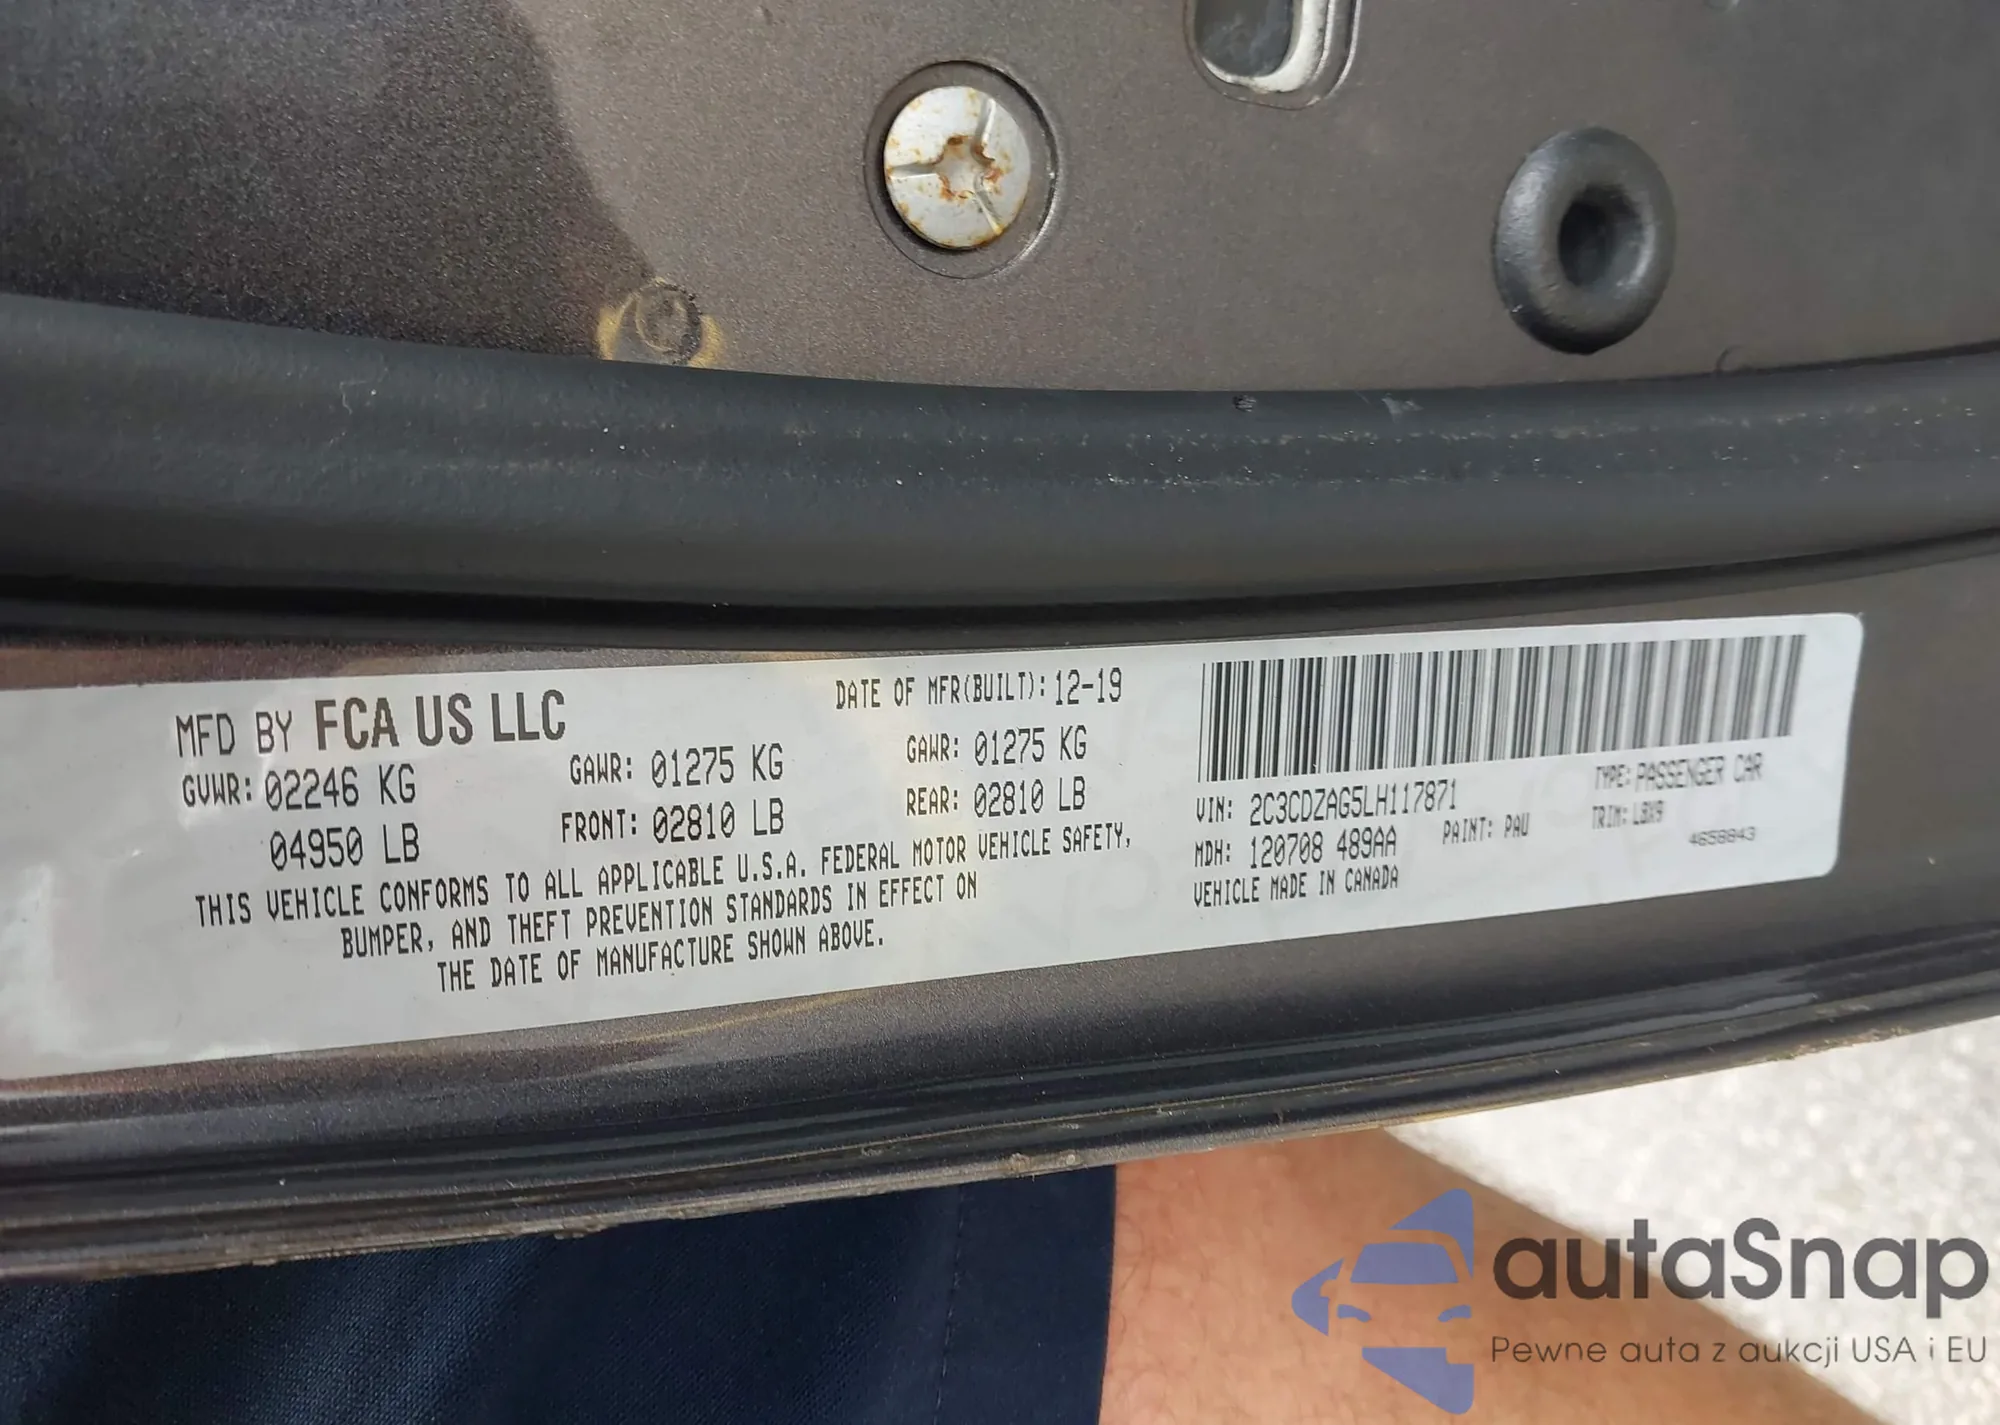 MFD BY FCA US LLC
DATE OF MFR(BUILT): 12-19
GVWR: 02246 KG
04950 LB
GAWR: 01275 KG
FRONT: 02810 LB
GAWR: 01275 KG
REAR: 02810 LB
THIS VEHICLE CONFORMS TO ALL APPLICABLE U.S.A. FEDERAL MOTOR VEHICLE SAFETY,
BUMPER, AND THEFT PREVENTION STANDARDS IN EFFECT ON
THE DATE OF MANUFACTURE SHOWN ABOVE.
VIN: 2C3CDZAG5LH117871
TYPE: PASSENGER CAR
MDH: 120708 489AA
PAINT: PAU
TRIM: LBX9
VEHICLE MADE IN CANADA
4658843
autaSnap
Pewne auta z aukcji USA i EU